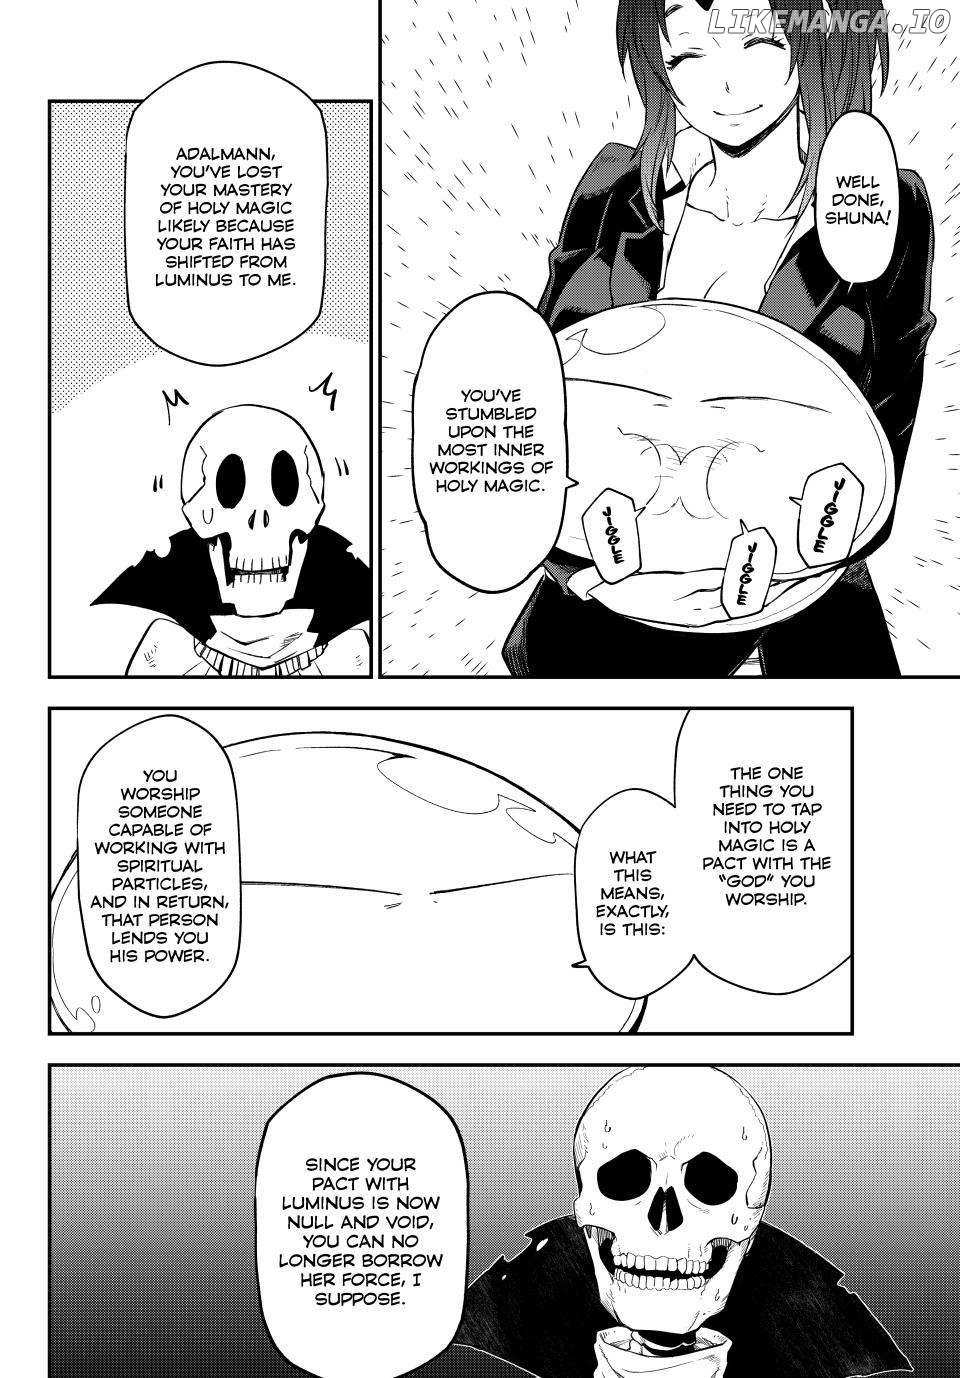 LIKEMANGA.IO
WELL
DONE,
SHUNA!
YOU'VE
STUMBLED
UPON THE
MOST INNER
WORKINGS OF
HOLY MAGIC.
JIGGLE
JIGGLE
JIGGLE
ADALMANN,
YOU'VE LOST
YOUR MASTERY
OF HOLY MAGIC
LIKELY BECAUSE
YOUR FAITH HAS
SHIFTED FROM
LUMINUS TO ME.
THE ONE
THING YOU
NEED TO TAP
INTO HOLY
MAGIC IS A
PACT WITH THE
"GOD" YOU
WORSHIP.
WHAT
THIS
MEANS,
EXACTLY,
IS THIS:
YOU
WORSHIP
SOMEONE
CAPABLE OF
WORKING WITH
SPIRITUAL
PARTICLES,
AND IN RETURN,
THAT PERSON
LENDS YOU
HIS POWER.
SINCE YOUR
PACT WITH
LUMINUS IS NOW
NULL AND VOID,
YOU CAN NO
LONGER BORROW
HER FORCE, I
SUPPOSE.